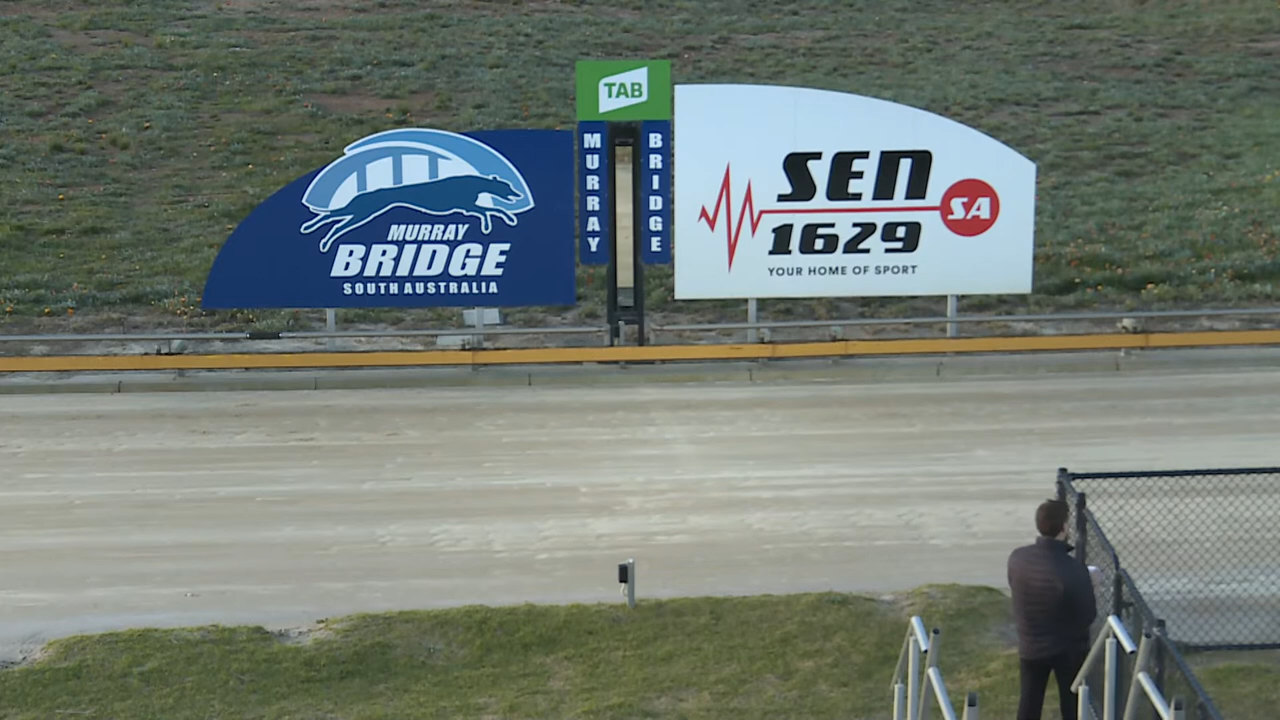 TAB
MURRAY
BRIDGE
MURRAY
BRIDGE
SOUTH AUSTRALIA
SEN
SA
1629
YOUR HOME OF SPORT